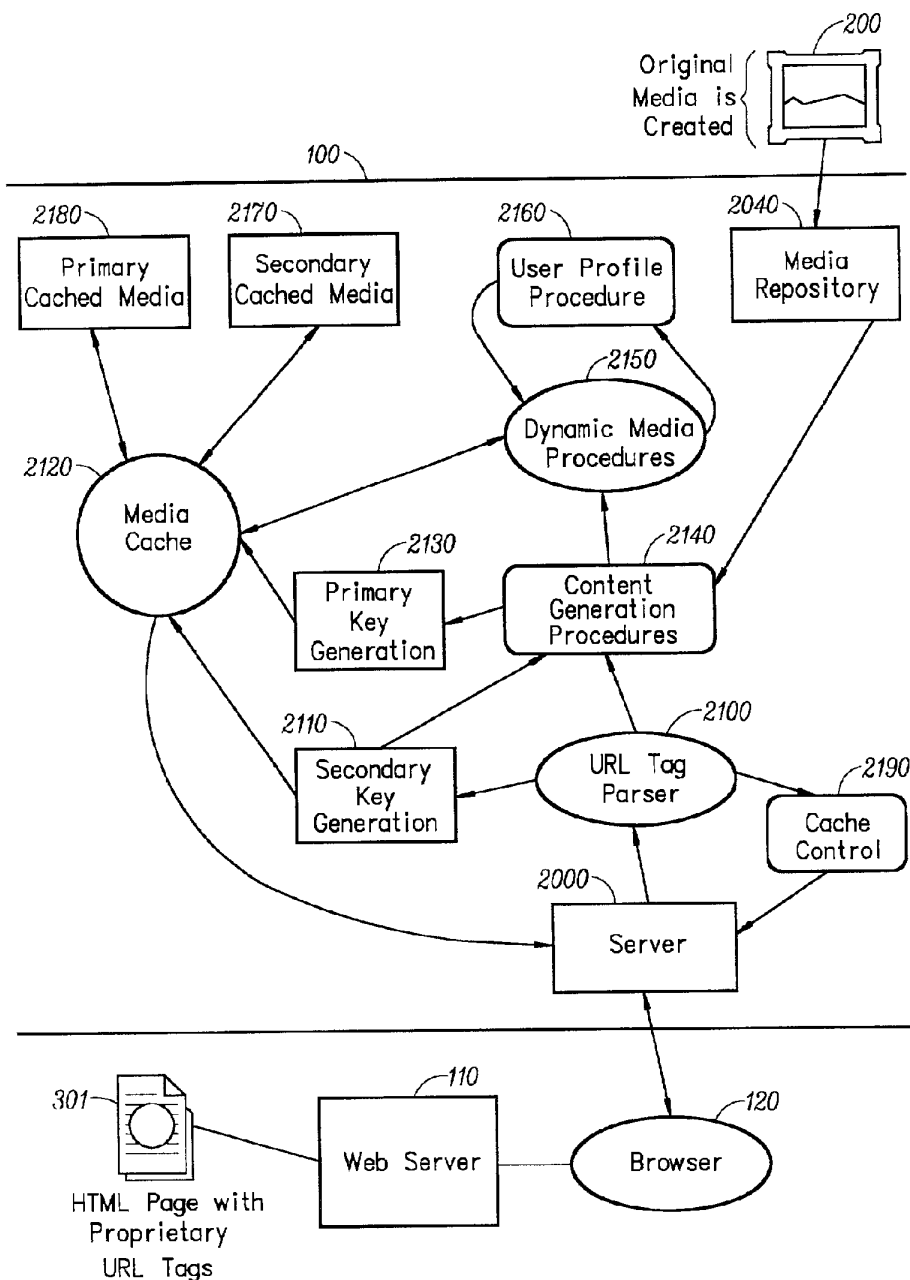 200
Original
Media is
Created
100
2180
Primary
Cached Media
2170
Secondary
Cached Media
2160
User Profile
Procedure
2040
Media
Repository
2150
Dynamic Media
Procedures
2120
Media
Cache
2130
Primary
Key
Generation
2140
Content
Generation
Procedures
2110
Secondary
Key
Generation
2100
URL Tag
Parser
2190
Cache
Control
2000
Server
301
HTML Page with
Proprietary
URL Tags
110
Web Server
120
Browser